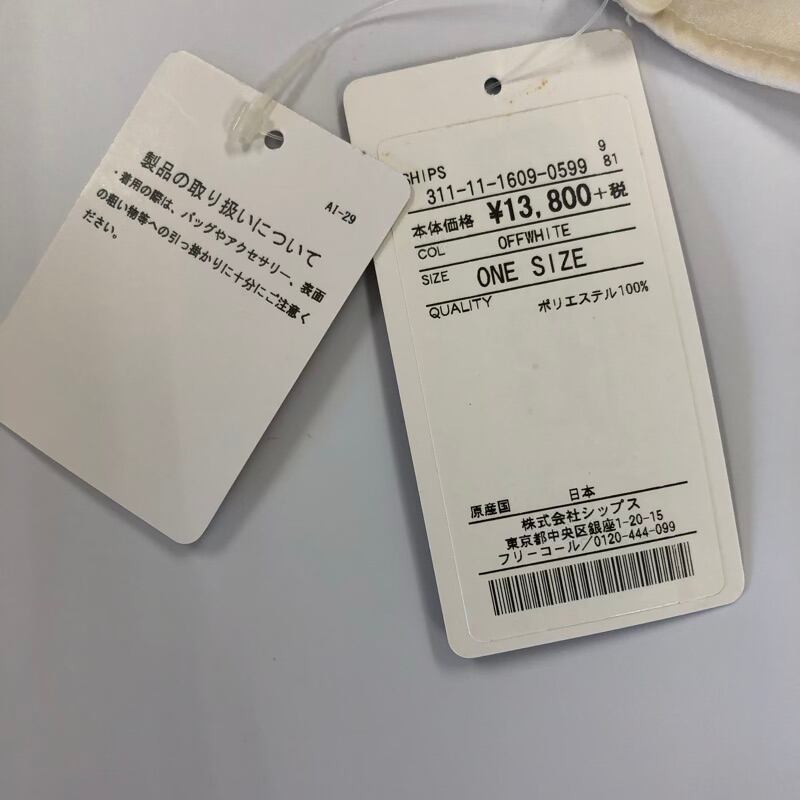 AI-29
製品の取り扱いについて
・着用の際は、バッグやアクセサリー、表面
の粗い物等への引っ掛かりに十分にご注意く
ださい。
SHIPS
9
311-11-1609-0599 81
本体価格 ¥13,800+税
COL OFFWHITE
SIZE ONE SIZE
QUALITY ポリエステル100%
原産国 日本
株式会社シップス
東京都中央区銀座1-20-15
フリーコール/0120-444-099